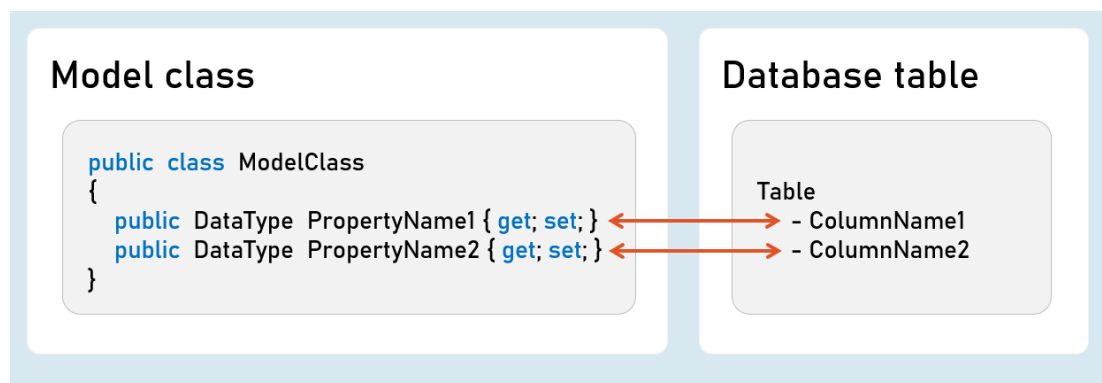 Model class
public class ModelClass
{
public DataType PropertyName1 { get; set; }
public DataType PropertyName2 { get; set; }
}
Database table
Table
- ColumnName1
- ColumnName2